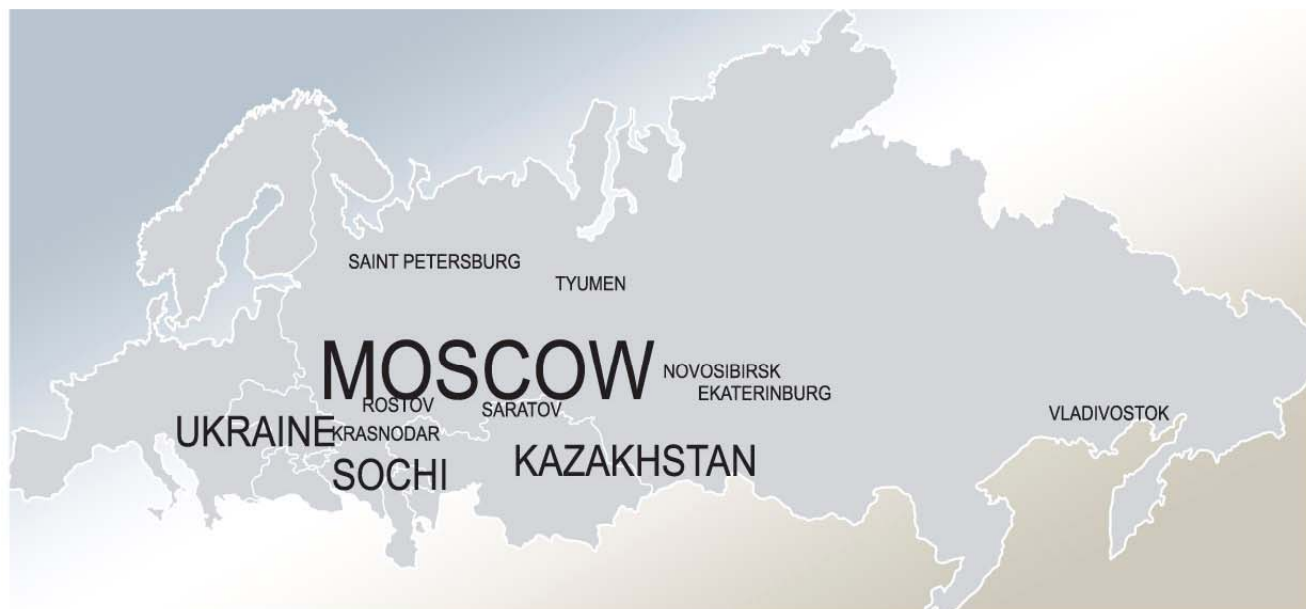 SAINT PETERSBURG
TYUMEN
MOSCOW
NOVOSIBIRSK
EKATERINBURG
ROSTOV
SARATOV
VLADIVOSTOK
UKRAINE
KRASNODAR
SOCHI
KAZAKHSTAN